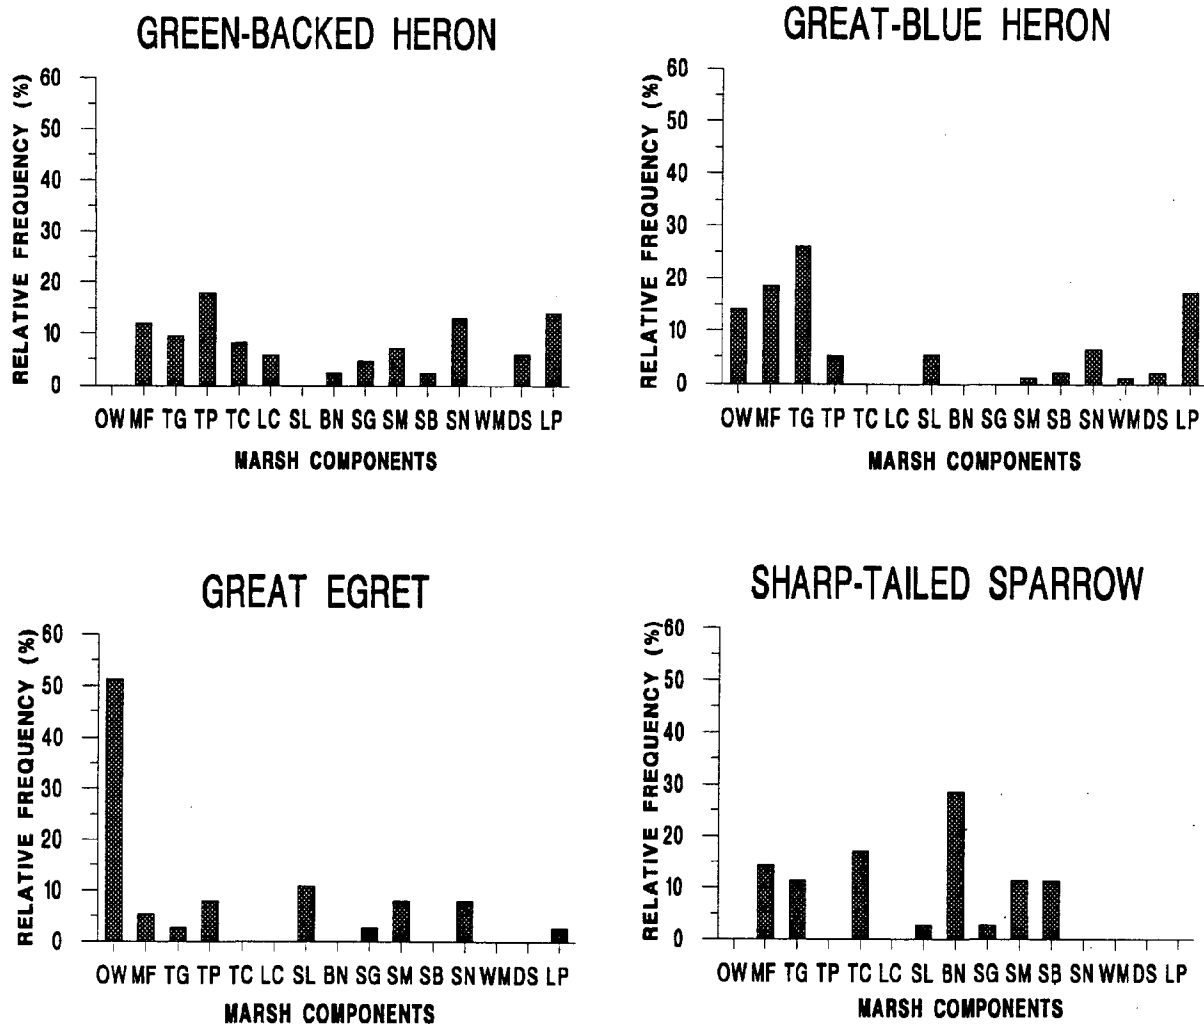 GREEN-BACKED HERON
RELATIVE FREQUENCY (%)
60
50
40
30
20
10
0
OW MF TG TP TC LC SL BN SG SM SB SN WM DS LP
MARSH COMPONENTS
GREAT-BLUE HERON
RELATIVE FREQUENCY (%)
60
50
40
30
20
10
0
OW MF TG TP TC LC SL BN SG SM SB SN WM DS LP
MARSH COMPONENTS
GREAT EGRET
RELATIVE FREQUENCY (%)
60
50
40
30
20
10
0
OW MF TG TP TC LC SL BN SG SM SB SN WM DS LP
MARSH COMPONENTS
SHARP-TAILED SPARROW
RELATIVE FREQUENCY (%)
60
50
40
30
20
10
0
OW MF TG TP TC LC SL BN SG SM SB SN WM DS LP
MARSH COMPONENTS